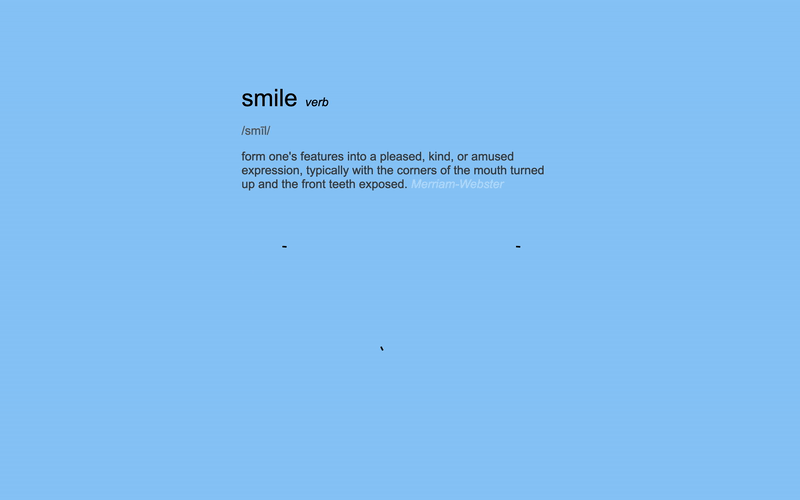 smile verb
/smīl/
form one's features into a pleased, kind, or amused
expression, typically with the corners of the mouth turned
up and the front teeth exposed. Merriam-Webster